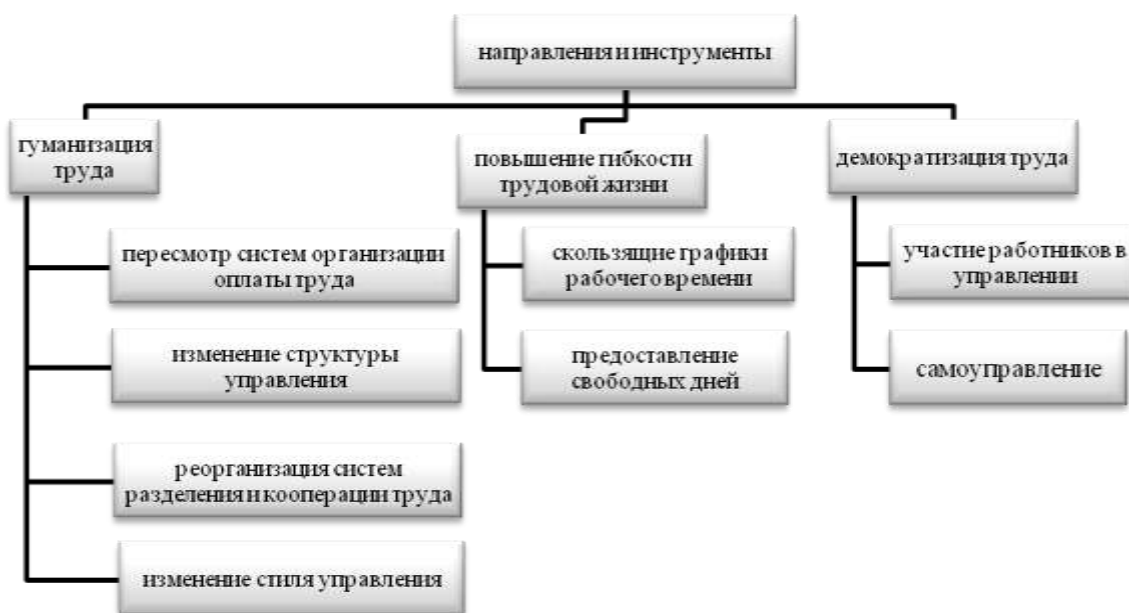 направления и инструменты
гуманизация
труда
пересмотр систем организации
оплаты труда
изменение структуры
управления
реорганизация систем
разделения и кооперации труда
изменение стиля управления
повышение гибкости
трудовой жизни
скользящие графики
рабочего времени
предоставление
свободных дней
демократизация труда
участие работников в
управлении
самоуправление